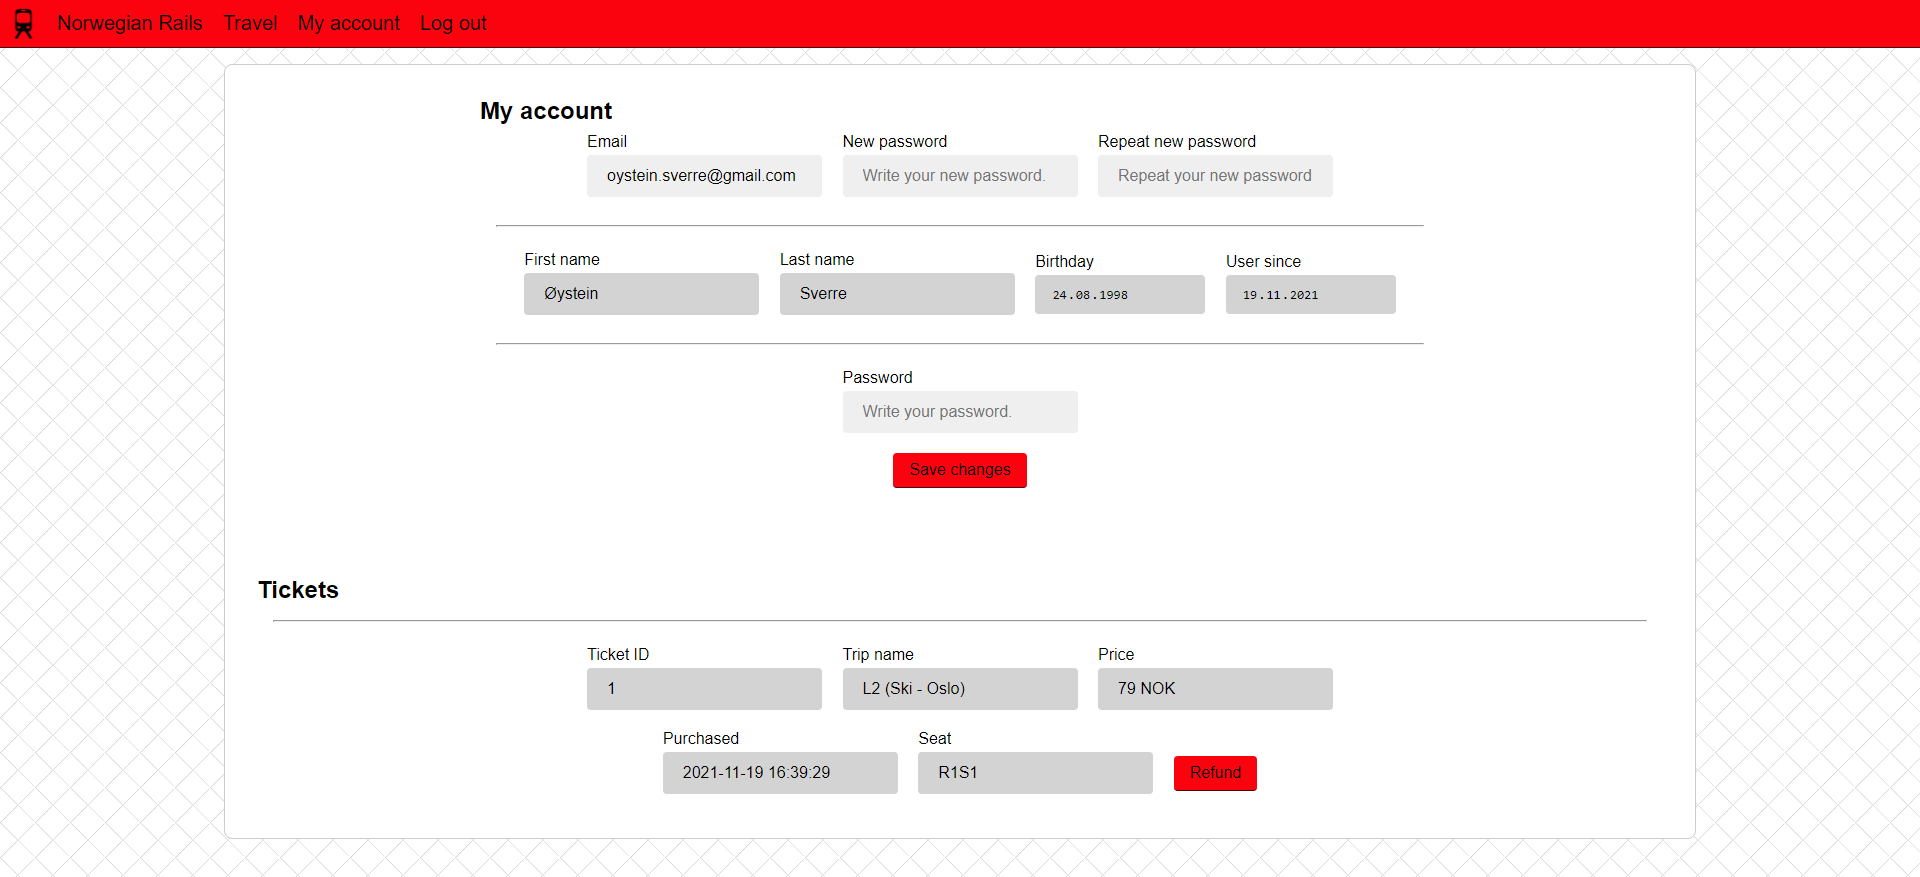 Norwegian Rails Travel My account Log out
My account
Email New password Repeat new password
oystein.sverre@gmail.com Write your new password. Repeat your new password
First name Last name Birthday User since
Øystein Sverre 24.08.1998 19.11.2021
Password
Write your password.
Save changes
Tickets
Ticket ID Trip name Price
1 L2 (Ski - Oslo) 79 NOK
Purchased Seat
2021-11-19 16:39:29 R1S1 Refund